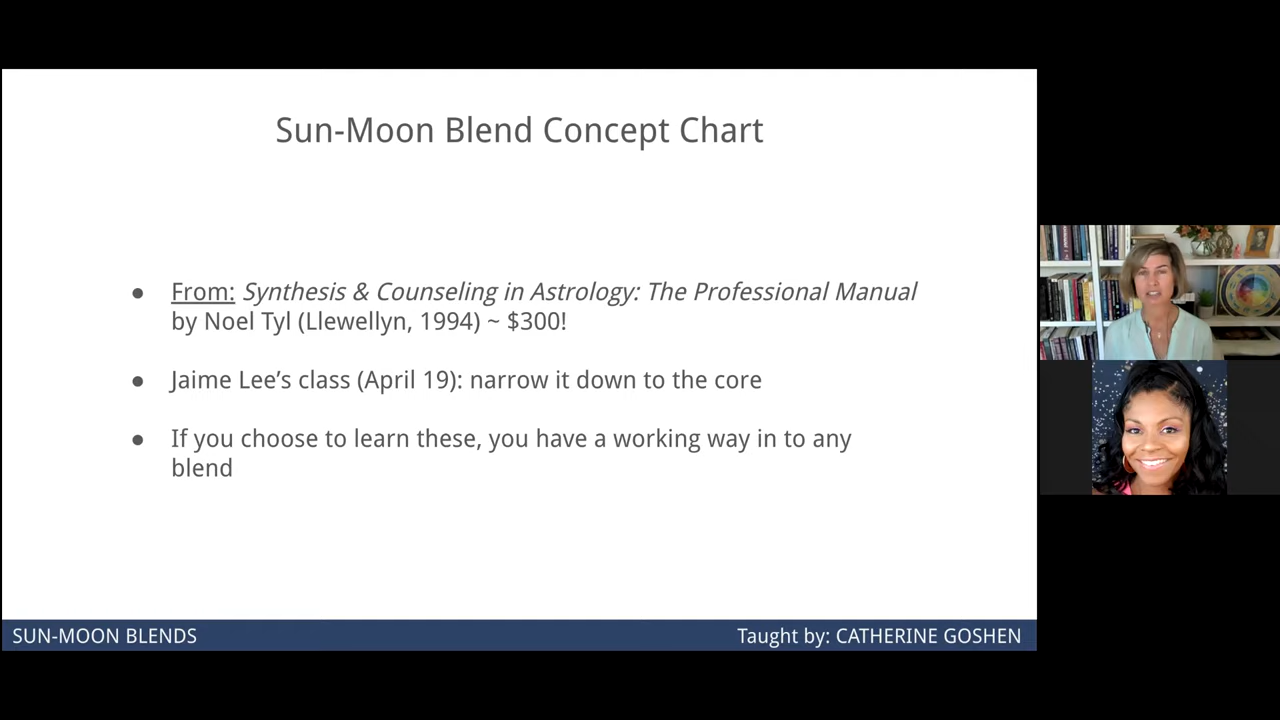 Sun-Moon Blend Concept Chart
● From: Synthesis & Counseling in Astrology: The Professional Manual
by Noel Tyl (Llewellyn, 1994) ~ $300!
● Jaime Lee’s class (April 19): narrow it down to the core
● If you choose to learn these, you have a working way in to any
blend
SUN-MOON BLENDS
Taught by: CATHERINE GOSHEN